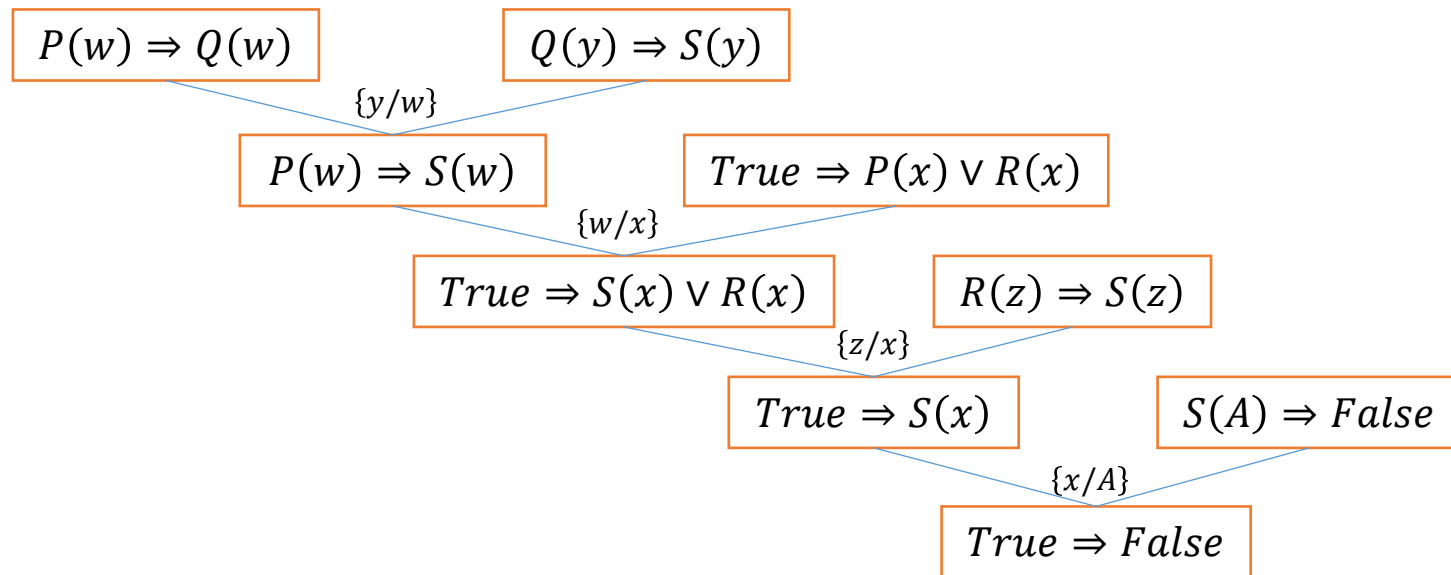 P(w) ⇒ Q(w)
Q(y) ⇒ S(y)
{y/w}
P(w) ⇒ S(w)
True ⇒ P(x) ∨ R(x)
{w/x}
True ⇒ S(x) ∨ R(x)
R(z) ⇒ S(z)
{z/x}
True ⇒ S(x)
S(A) ⇒ False
{x/A}
True ⇒ False